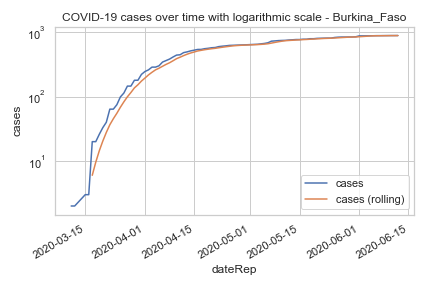 COVID-19 cases over time with logarithmic scale - Burkina_Faso
10³
10²
10¹
cases
cases
cases (rolling)
2020-03-15
2020-04-01
2020-04-15
2020-05-01
2020-05-15
2020-06-01
2020-06-15
dateRep